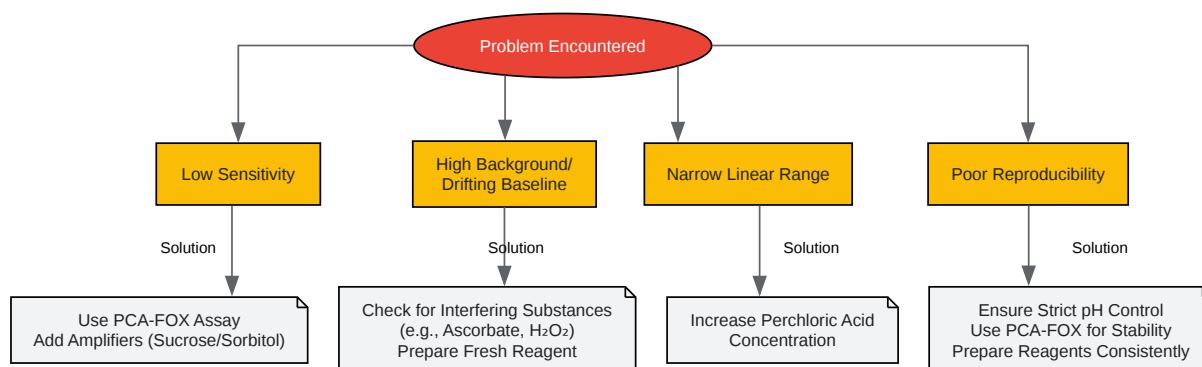 Problem Encountered
Low Sensitivity
High Background/
Drifting Baseline
Narrow Linear Range
Poor Reproducibility
Solution
Solution
Solution
Solution
Use PCA-FOX Assay
Add Amplifiers (Sucrose/Sorbitol)
Check for Interfering Substances
(e.g., Ascorbate, H₂O₂)
Prepare Fresh Reagent
Increase Perchloric Acid
Concentration
Ensure Strict pH Control
Use PCA-FOX for Stability
Prepare Reagents Consistently